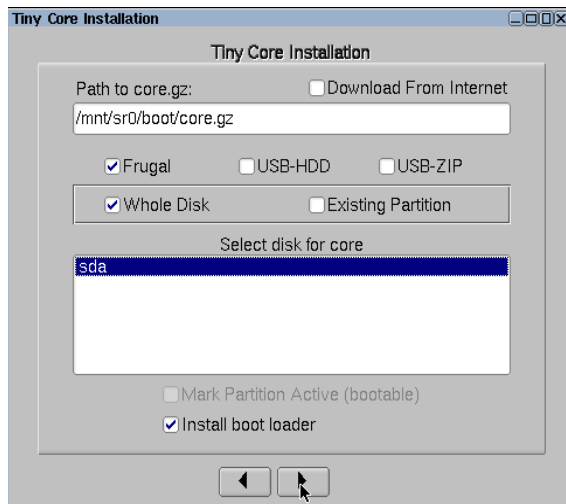 Tiny Core Installation
Tiny Core Installation
Path to core.gz: Download From Internet
/mnt/sr0/boot/core.gz
Frugal USB-HDD USB-ZIP
Whole Disk Existing Partition
Select disk for core
sda
Mark Partition Active (bootable)
Install boot loader